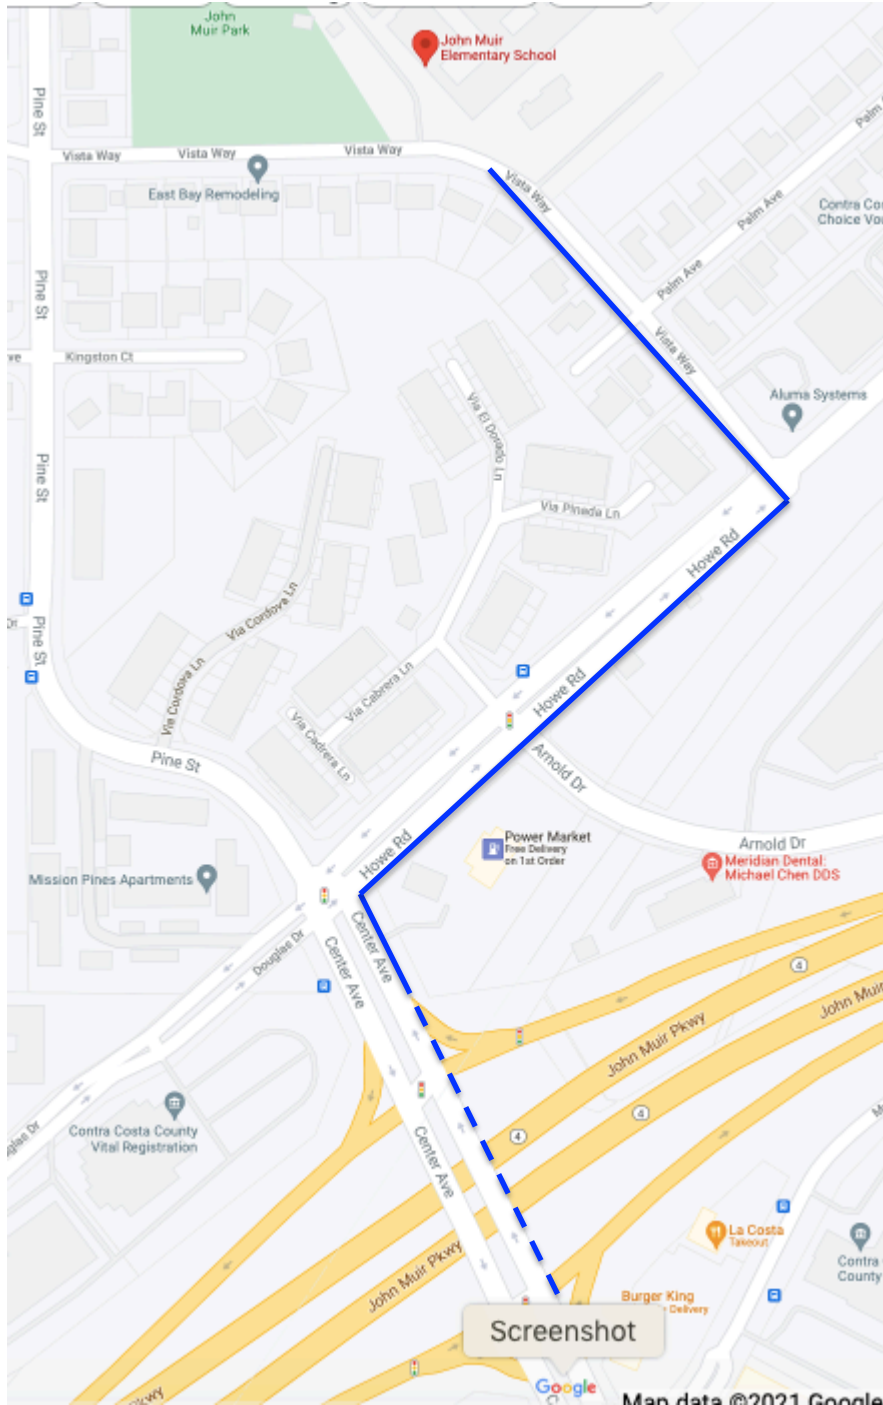 John
Muir Park
John Muir
Elementary School
Pine St
Vista Way
Vista Way
Vista Way
Vista Way
East Bay Remodeling
Palm Ave
Contra
Choice
Palm Ave
Pine St
Vista Way
Kingston Ct
Aluma Systems
Via El Dorado Ln
Pine St
Via Pinada Ln
Howe Rd
Via Cordova Ln
Pine St
Via Cordova Ln
Via Cabrera Ln
Howe Rd
Via Cadrera Ln
Pine St
Arnold Dr
Howe Rd
Power Market
Free Delivery
on 1st Order
Arnold Dr
Meridian Dental:
Michael Chen DDS
Mission Pines Apartments
Center Ave
Douglas Dr
Center Ave
4
John Muir
John Muir Pkwy
4
4
Contra Costa County
Vital Registration
Center Ave
La Costa
Takeout
Contra
County
John Muir Pkwy
Burger King
Delivery
Screenshot
Google
Map data ©2021 Google